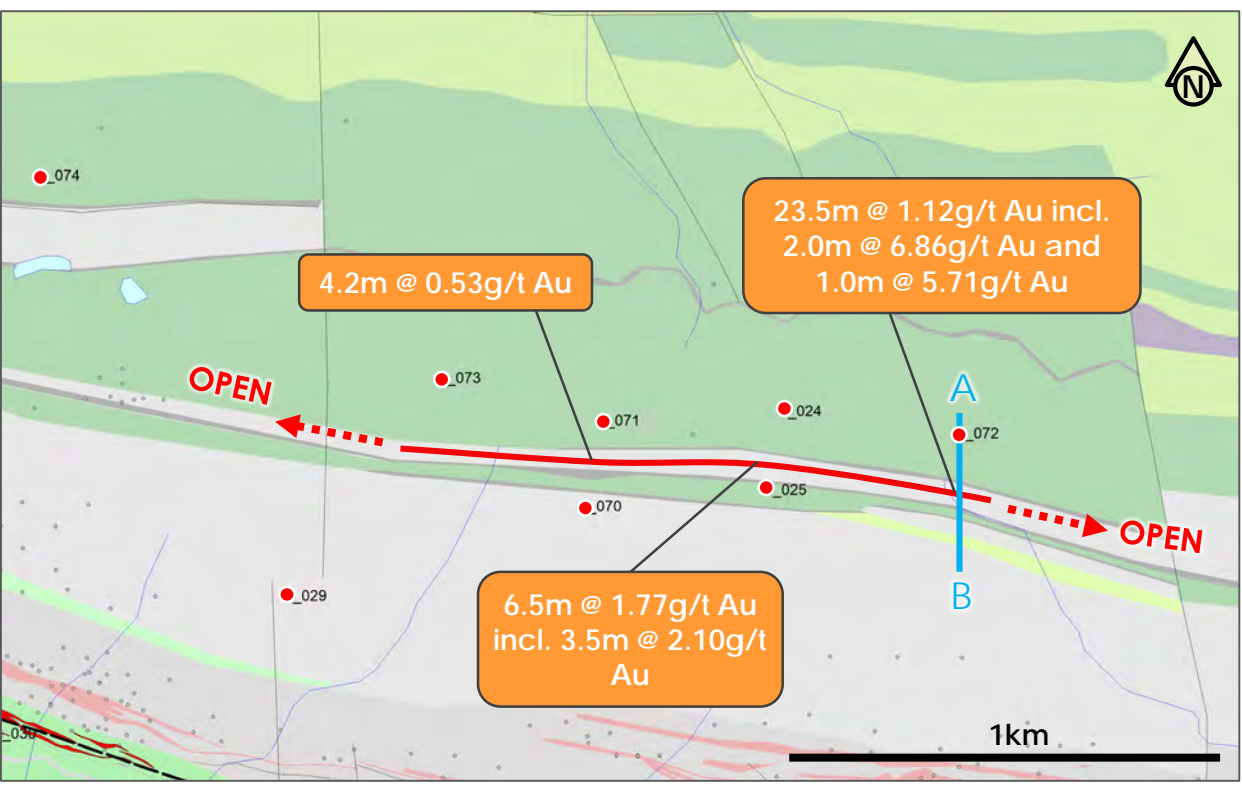 N
_074
23.5m @ 1.12g/t Au incl.
2.0m @ 6.86g/t Au and
1.0m @ 5.71g/t Au
4.2m @ 0.53g/t Au
OPEN
_073
_071
_024
A
_072
_025
_070
OPEN
_029
6.5m @ 1.77g/t Au
incl. 3.5m @ 2.10g/t
Au
B
1km
_030